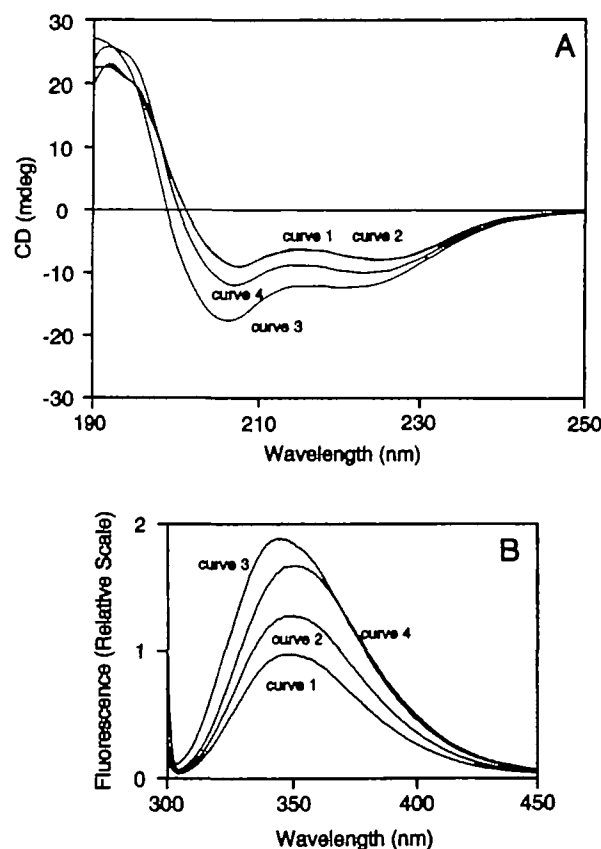 A
30
20
10
0
-10
-20
-30
CD (mdeg)
curve 1
curve 2
curve 4
curve 3
190
210
230
250
Wavelength (nm)
B
2
1
0
Fluorescence (Relative Scale)
curve 3
curve 4
curve 2
curve 1
300
350
400
450
Wavelength (nm)